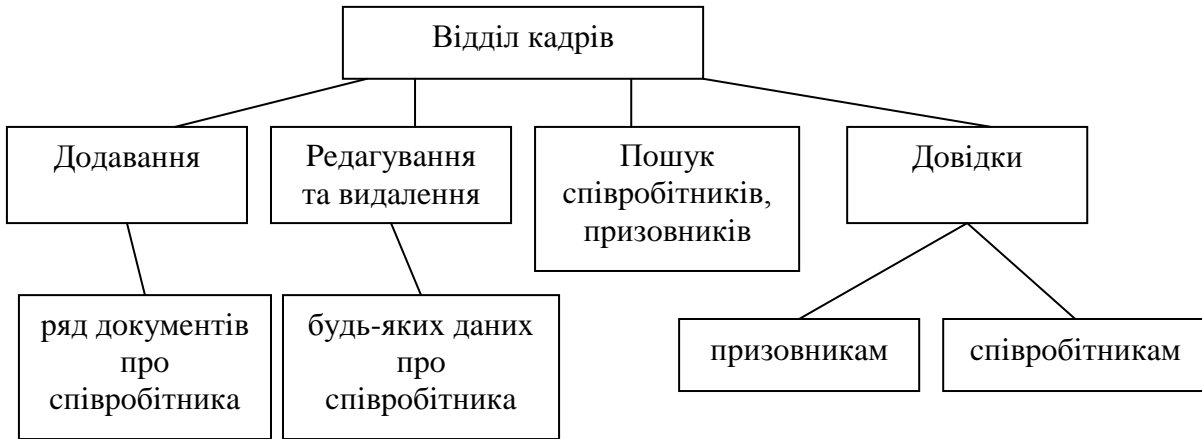 Відділ кадрів
Додавання
Редагування
та видалення
Пошук
співробітників,
призовників
Довідки
ряд документів
про
співробітника
будь-яких даних
про
співробітника
призовникам
співробітникам